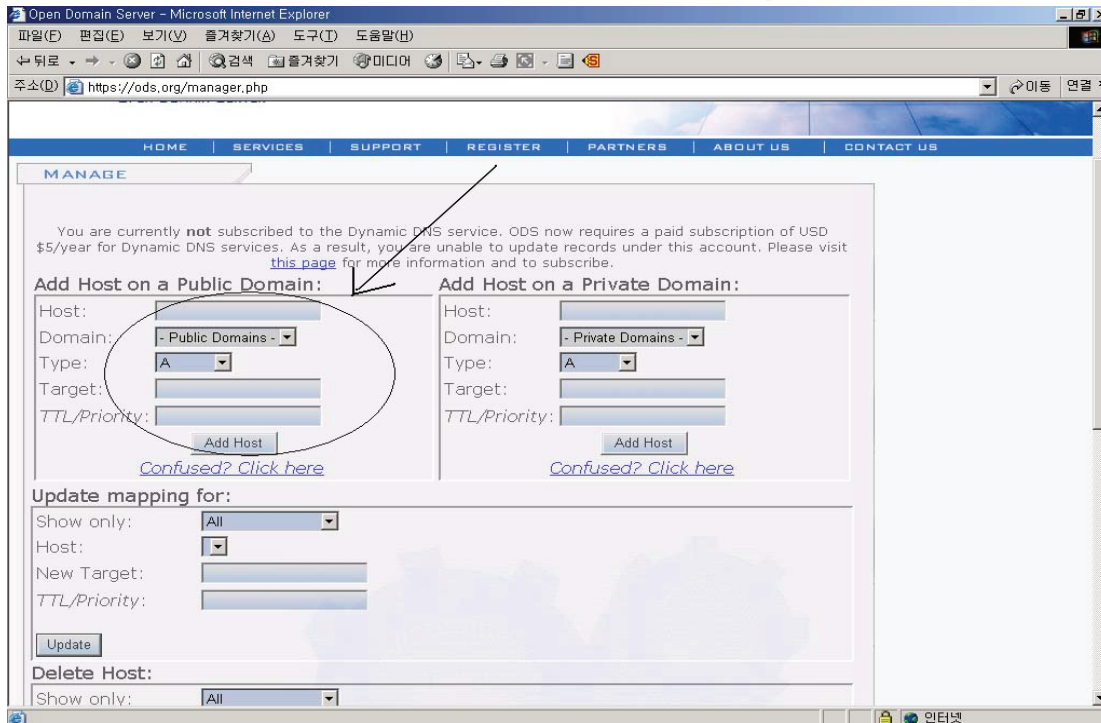 Open Domain Server - Microsoft Internet Explorer
파일(F) 편집(E) 보기(V) 즐겨찾기(A) 도구(T) 도움말(H)
뒤로 검색 즐겨찾기 미디어
주소(D) https://ods.org/manager.php 이동 연결
HOME | SERVICES | SUPPORT | REGISTER | PARTNERS | ABOUT US | CONTACT US
MANAGE
You are currently not subscribed to the Dynamic DNS service. ODS now requires a paid subscription of USD
$5/year for Dynamic DNS services. As a result, you are unable to update records under this account. Please visit
this page for more information and to subscribe.
Add Host on a Public Domain:
Host:
Domain: - Public Domains -
Type: A
Target:
TTL/Priority:
Add Host
Confused? Click here
Add Host on a Private Domain:
Host:
Domain: - Private Domains -
Type: A
Target:
TTL/Priority:
Add Host
Confused? Click here
Update mapping for:
Show only: All
Host:
New Target:
TTL/Priority:
Update
Delete Host:
Show only: All
인터넷